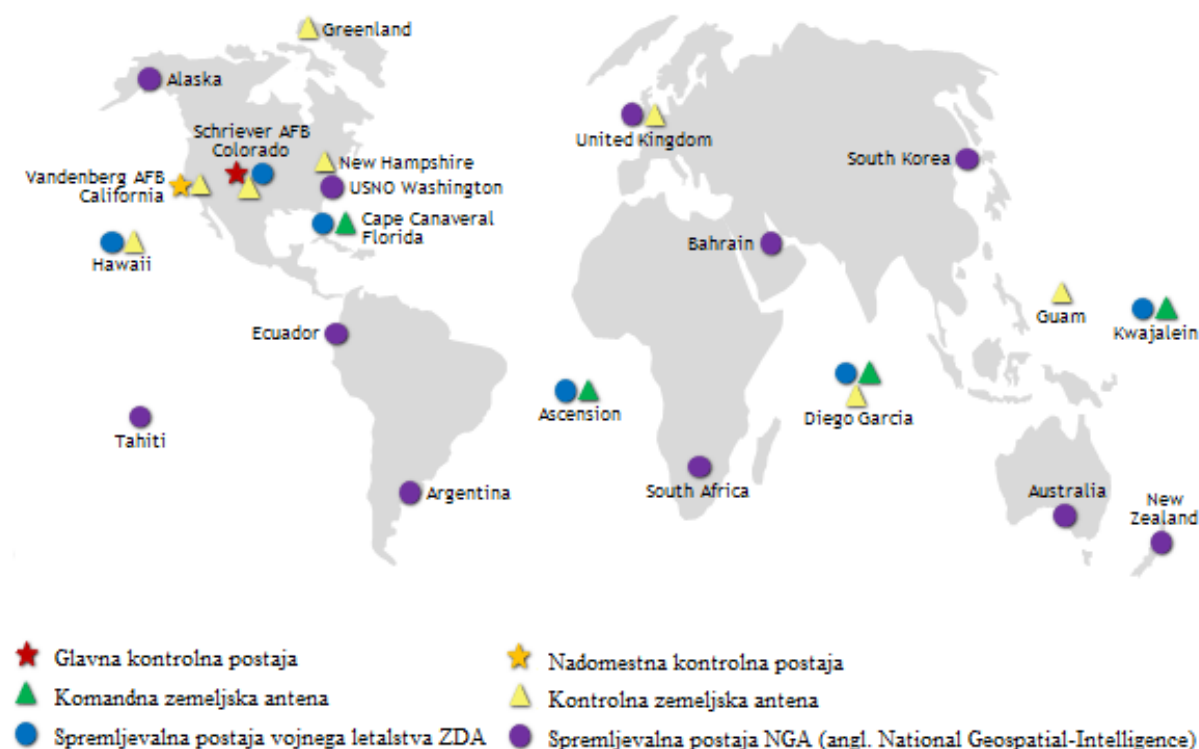 Greenland
Alaska
Schriever AFB
Colorado
United Kingdom
New Hampshire
South Korea
Vandenberg AFB
California
USNO Washington
Cape Canaveral
Florida
Bahrain
Hawaii
Guam
Kwajalein
Ecuador
Ascension
Diego Garcia
Tahiti
Argentina
South Africa
Australia
New
Zealand
Glavna kontrolna postaja
Nadomestna kontrolna postaja
Komandna zemeljska antena
Kontrolna zemeljska antena
Spremljevalna postaja vojnega letalstva ZDA
Spremljevalna postaja NGA (angl. National Geospatial-Intelligence)